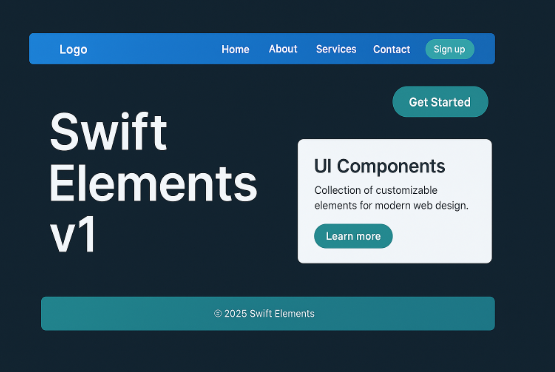 Logo Home About Services Contact Sign up
Get Started
Swift
Elements
v1
UI Components
Collection of customizable
elements for modern web design.
Learn more
© 2025 Swift Elements